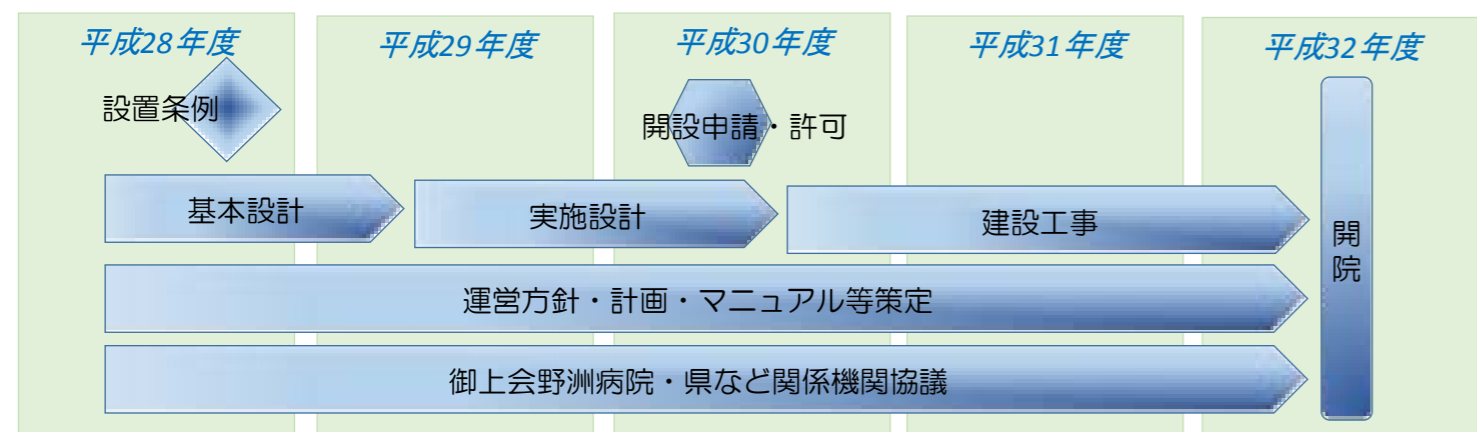 平成28年度
平成29年度
平成30年度
平成31年度
平成32年度
設置条例
開設申請・許可
基本設計
実施設計
建設工事
開院
運営方針・計画・マニュアル等策定
御上会野洲病院・県など関係機関協議